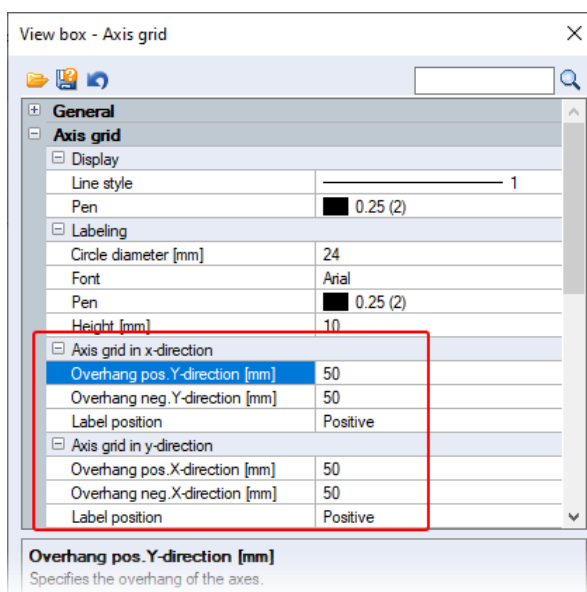 View box - Axis grid
General
Axis grid
Display
Line style 1
Pen 0.25 (2)
Labeling
Circle diameter [mm] 24
Font Arial
Pen 0.25 (2)
Height [mm] 10
Axis grid in x-direction
Overhang pos.Y-direction [mm] 50
Overhang neg.Y-direction [mm] 50
Label position Positive
Axis grid in y-direction
Overhang pos.X-direction [mm] 50
Overhang neg.X-direction [mm] 50
Label position Positive
Overhang pos.Y-direction [mm]
Specifies the overhang of the axes.